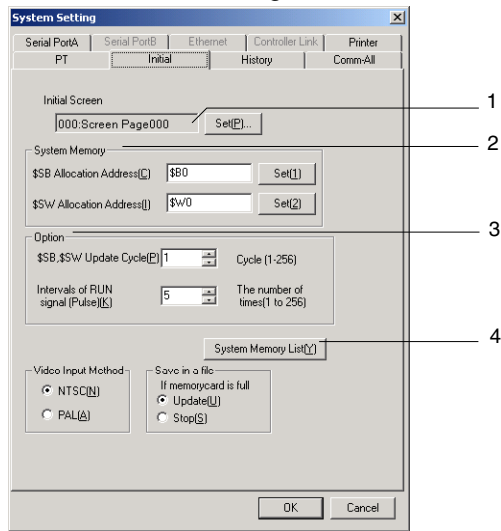 System Setting
Serial PortA Serial PortB Ethernet Controller Link Printer
PT Initial History Comm-All
Initial Screen
000:Screen Page000 Set(P)... 1
System Memory 2
$SB Allocation Address(C) $B0 Set(1)
$SW Allocation Address(I) $W0 Set(2)
Option 3
$SB,$SW Update Cycle(P) 1 Cycle (1-256)
Intervals of RUN
signal (Pulse)(K) 5 The number of
times(1 to 256)
System Memory List(Y) 4
Video Input Method Save in a file
If memorycard is full
NTSC(N) Update(U)
PAL(A) Stop(S)
OK Cancel